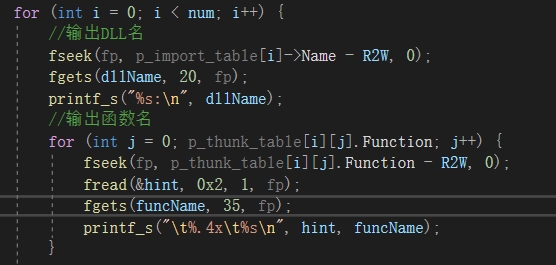 for (int i = 0; i < num; i++) {
//输出DLL名
fseek(fp, p_import_table[i]->Name - R2W, 0);
fgets(dllName, 20, fp);
printf_s("%s:\n", dllName);
//输出函数名
for (int j = 0; p_thunk_table[i][j].Function; j++) {
fseek(fp, p_thunk_table[i][j].Function - R2W, 0);
fread(&hint, 0x2, 1, fp);
fgets(funcName, 35, fp);
printf_s("\t%.4x\t%s\n", hint, funcName);
}